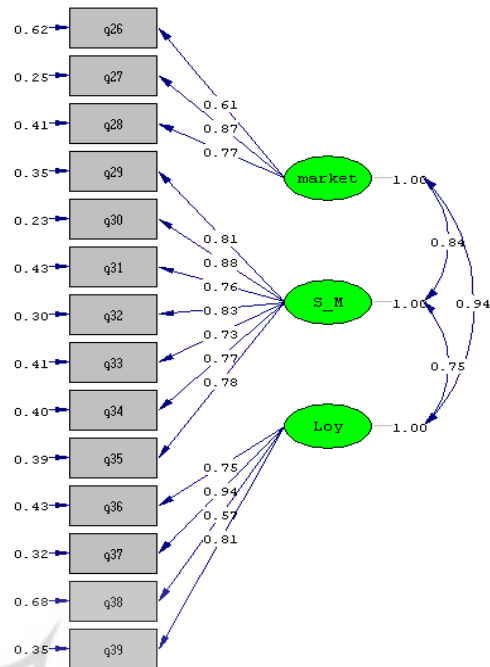 0.62 q26
0.25 q27
0.61
0.41 q28
0.87
0.77
0.35 q29
market 1.00
0.23 q30
0.81
0.84
0.88
0.43 q31
0.76
0.30 q32
0.83
S_M 1.00
0.94
0.73
0.41 q33
0.77
0.75
0.78
0.40 q34
Loy 1.00
0.39 q35
0.75
0.94
0.43 q36
0.57
0.81
0.32 q37
0.68 q38
0.35 q39